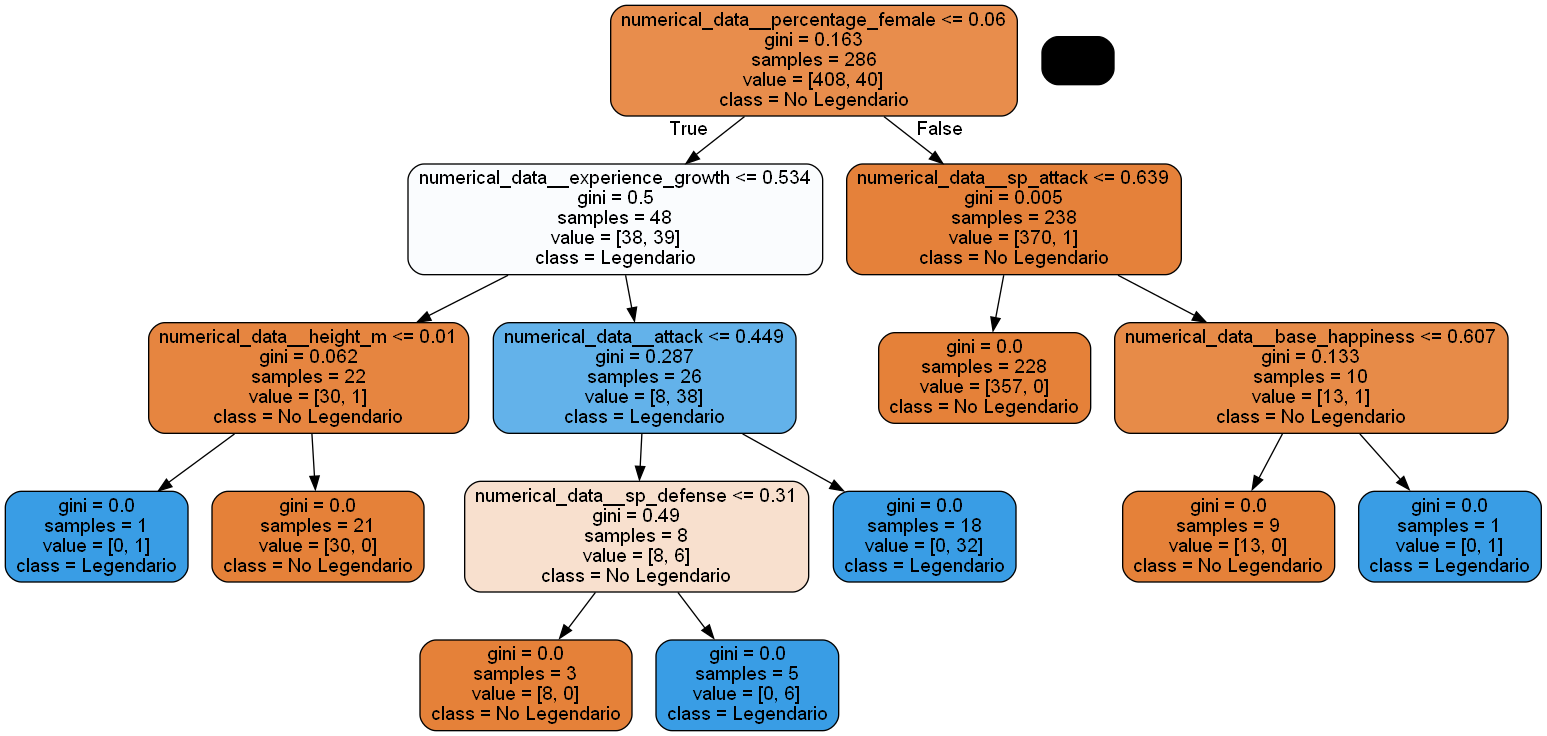 numerical_data__percentage_female <= 0.06
gini = 0.163
samples = 286
value = [408, 40]
class = No Legendario
True
False
numerical_data__experience_growth <= 0.534
gini = 0.5
samples = 48
value = [38, 39]
class = Legendario
numerical_data__sp_attack <= 0.639
gini = 0.005
samples = 238
value = [370, 1]
class = No Legendario
numerical_data__height_m <= 0.01
gini = 0.062
samples = 22
value = [30, 1]
class = No Legendario
numerical_data__attack <= 0.449
gini = 0.287
samples = 26
value = [8, 38]
class = Legendario
gini = 0.0
samples = 228
value = [357, 0]
class = No Legendario
numerical_data__base_happiness <= 0.607
gini = 0.133
samples = 10
value = [13, 1]
class = No Legendario
gini = 0.0
samples = 1
value = [0, 1]
class = Legendario
gini = 0.0
samples = 21
value = [30, 0]
class = No Legendario
numerical_data__sp_defense <= 0.31
gini = 0.49
samples = 8
value = [8, 6]
class = No Legendario
gini = 0.0
samples = 18
value = [0, 32]
class = Legendario
gini = 0.0
samples = 9
value = [13, 0]
class = No Legendario
gini = 0.0
samples = 1
value = [0, 1]
class = Legendario
gini = 0.0
samples = 3
value = [8, 0]
class = No Legendario
gini = 0.0
samples = 5
value = [0, 6]
class = Legendario